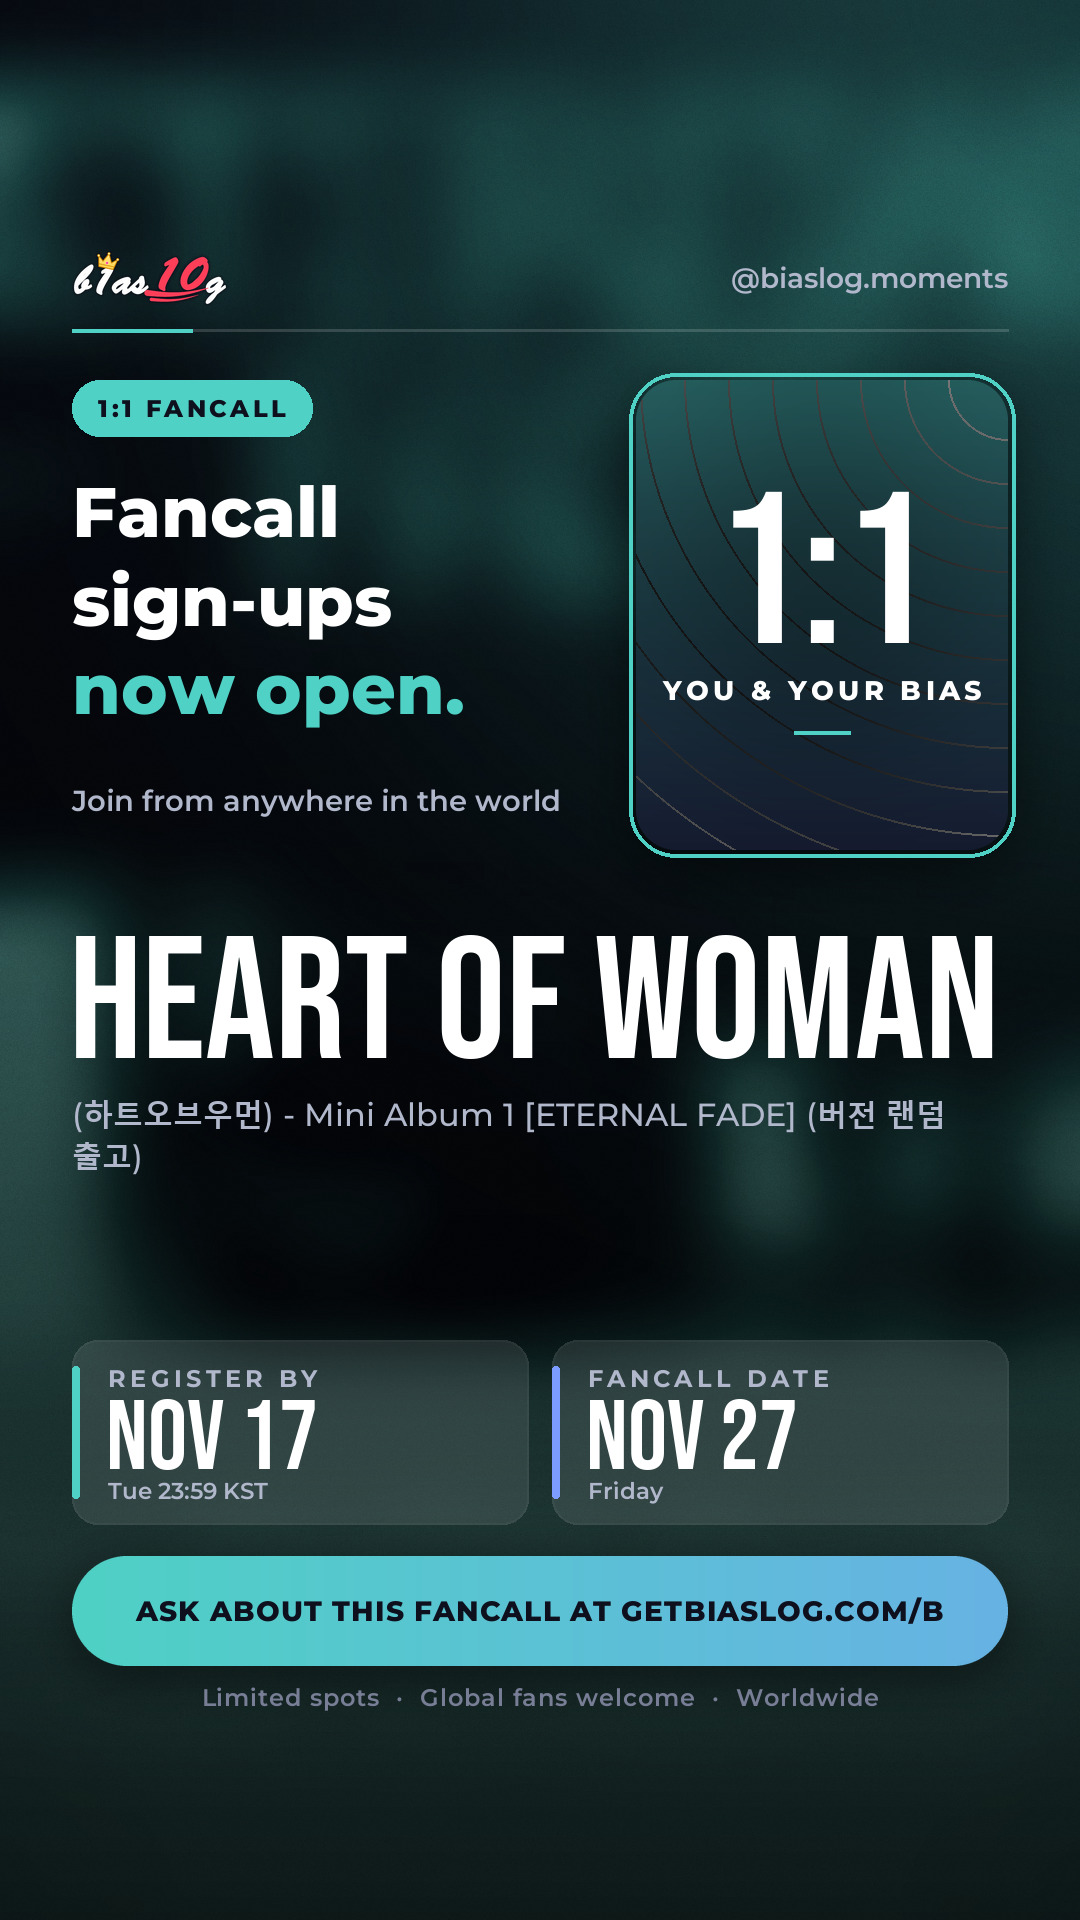 b1as10g
@biaslog.moments
1:1 FANCALL
Fancall
sign-ups
now open.
Join from anywhere in the world
1:1
YOU & YOUR BIAS
HEART OF WOMAN
(하트오브우먼) - Mini Album 1 [ETERNAL FADE] (버전 랜덤
출고)
REGISTER BY
NOV 17
Tue 23:59 KST
FANCALL DATE
NOV 27
Friday
ASK ABOUT THIS FANCALL AT GETBIASLOG.COM/B
Limited spots · Global fans welcome · Worldwide